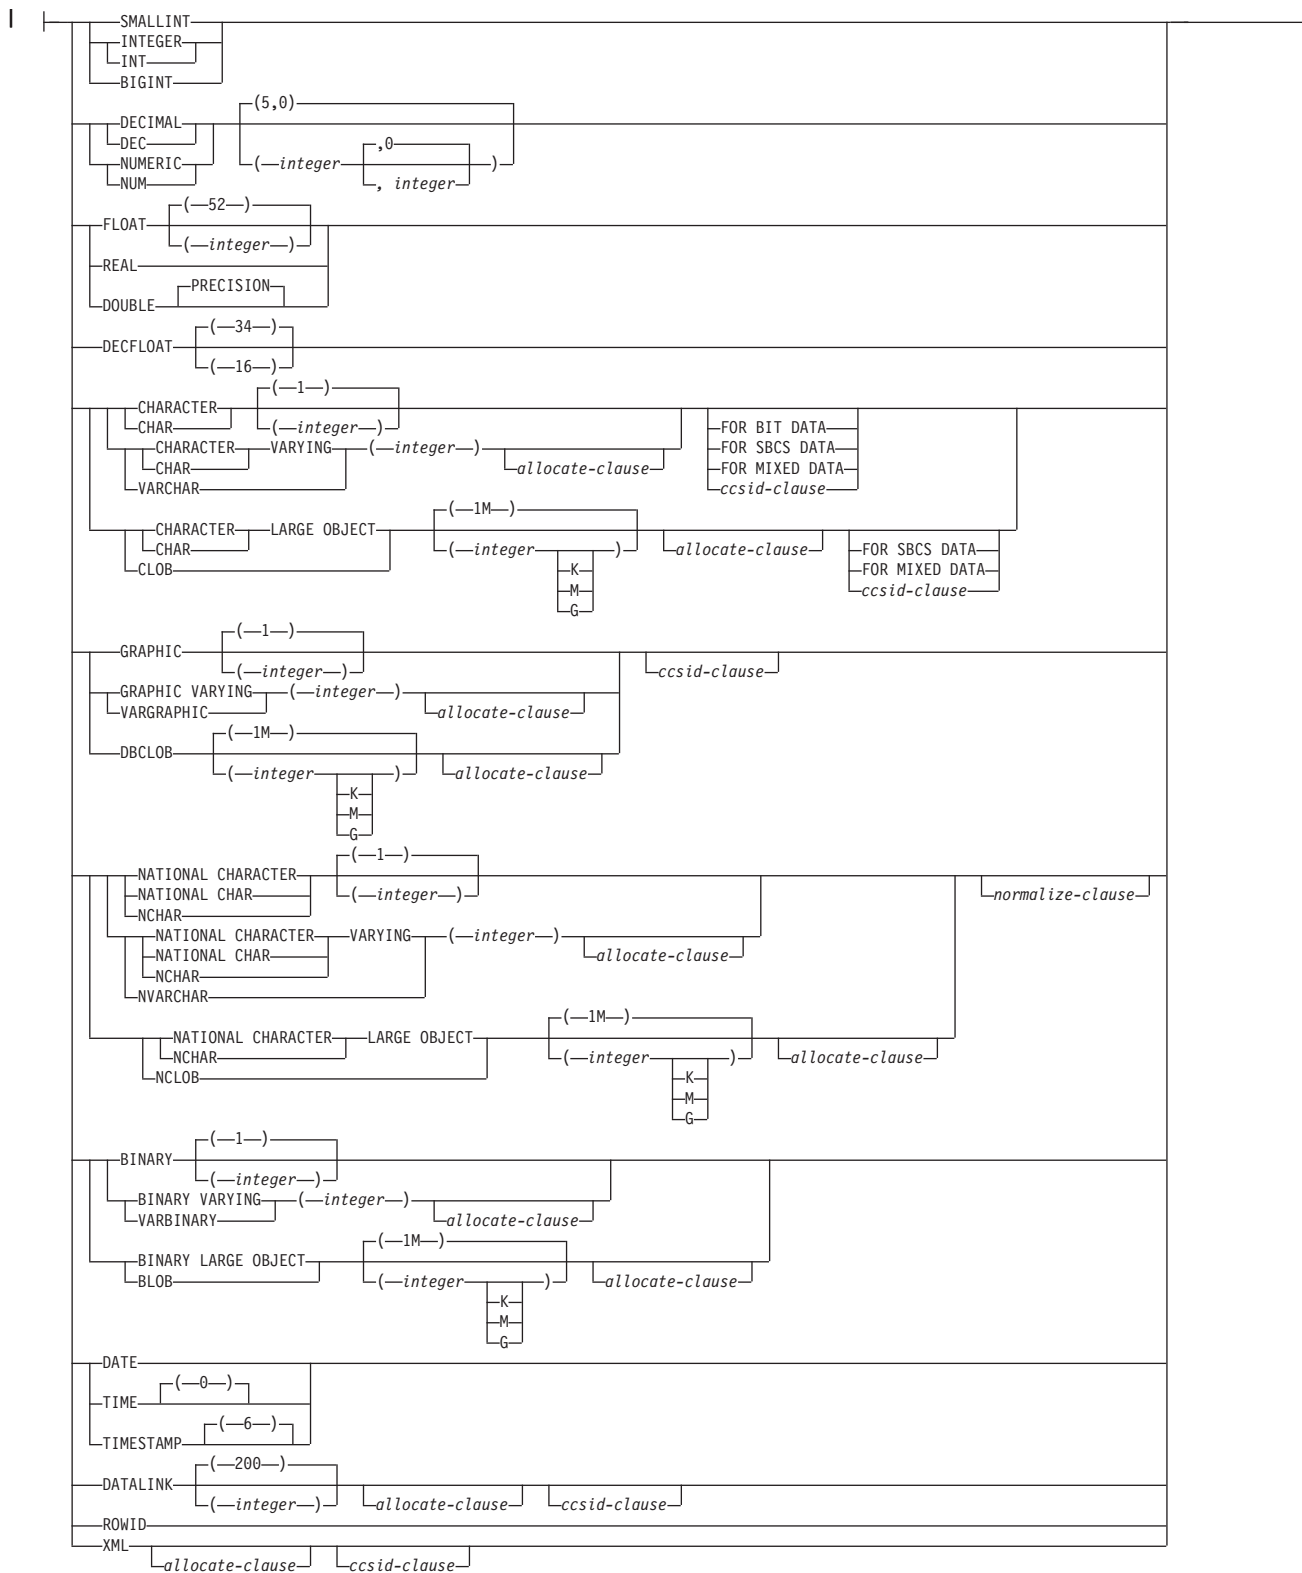 SMALLINT
INTEGER
INT
BIGINT
(5,0)
DECIMAL
DEC ,0
NUMERIC ( integer )
NUM , integer
( 52 )
FLOAT
( integer )
REAL
PRECISION
DOUBLE
( 34 )
DECFLOAT
( 16 )
( 1 )
CHARACTER
CHAR ( integer ) FOR BIT DATA
CHARACTER VARYING ( integer ) FOR SBCS DATA
CHAR allocate-clause FOR MIXED DATA
VARCHAR ccsid-clause
( 1M )
CHARACTER LARGE OBJECT
CHAR ( integer ) allocate-clause FOR SBCS DATA
CLOB K FOR MIXED DATA
M ccsid-clause
G
( 1 )
GRAPHIC
( integer ) ccsid-clause
GRAPHIC VARYING ( integer )
VARGRAPHIC allocate-clause
( 1M )
DBCLOB
( integer ) allocate-clause
K
M
G
( 1 )
NATIONAL CHARACTER
NATIONAL CHAR ( integer ) normalize-clause
NCHAR
NATIONAL CHARACTER VARYING ( integer )
NATIONAL CHAR allocate-clause
NCHAR
NVARCHAR
( 1M )
NATIONAL CHARACTER LARGE OBJECT
NCHAR ( integer ) allocate-clause
NCLOB K
M
G
( 1 )
BINARY
( integer )
BINARY VARYING ( integer )
VARBINARY allocate-clause
( 1M )
BINARY LARGE OBJECT
BLOB ( integer ) allocate-clause
K
M
G
DATE
( 0 )
TIME
( 6 )
TIMESTAMP
( 200 )
DATALINK
( integer ) allocate-clause ccsid-clause
ROWID
XML
allocate-clause ccsid-clause